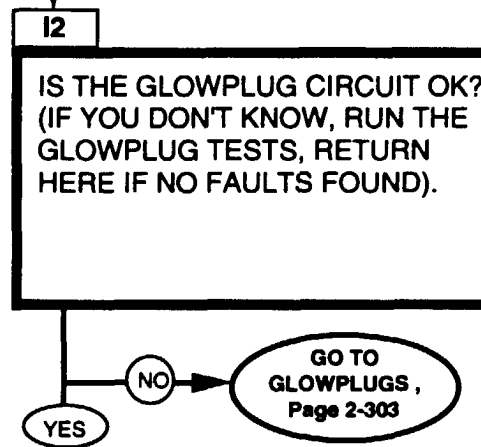 I2
IS THE GLOWPLUG CIRCUIT OK?
(IF YOU DON'T KNOW, RUN THE
GLOWPLUG TESTS, RETURN
HERE IF NO FAULTS FOUND).
NO
GO TO
GLOWPLUGS ,
Page 2-303
YES